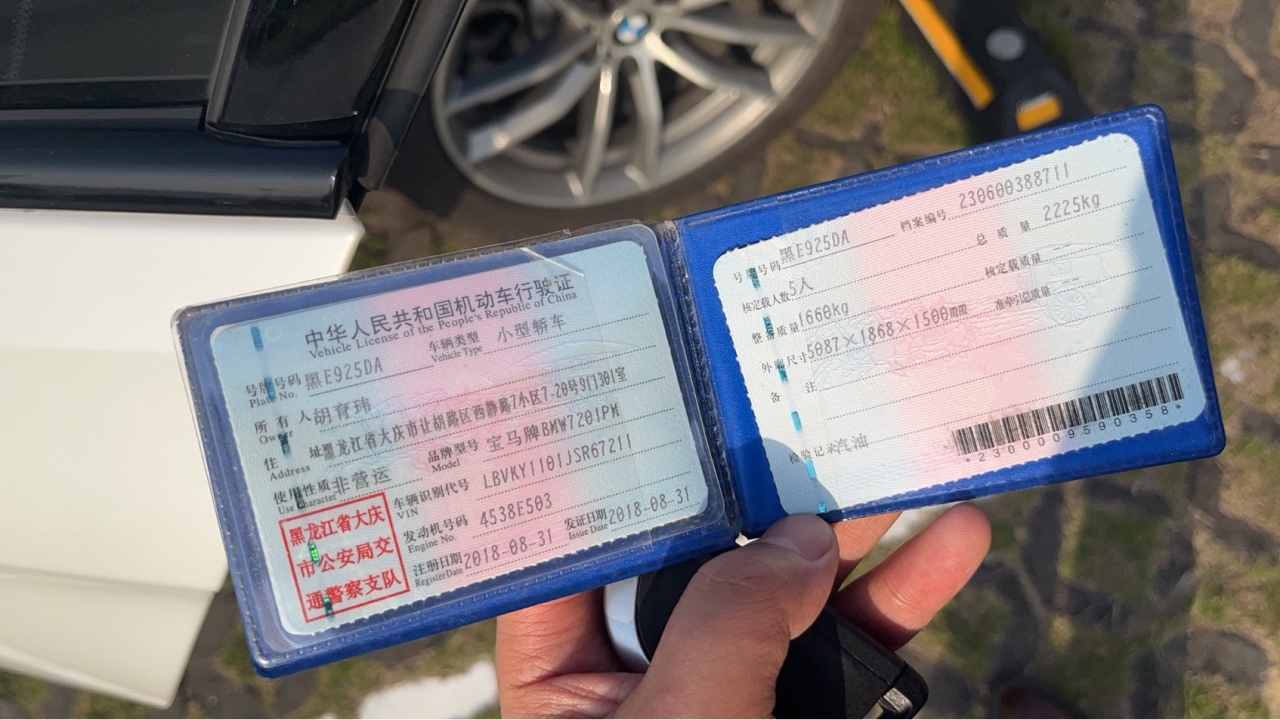 中华人民共和国机动车行驶证
Vehicle License of the People's Republic of China
号牌号码 黑E925DA 车辆类型 小型轿车
Plate No. Vehicle Type
所有人 胡育玮
Owner
住址 黑龙江省大庆市让胡路区西静路7小区7-20号9门301室
Address
使用性质 非营运 品牌型号 宝马牌BMW7201PM
Use Character Model
车辆识别代号 LBVKY1101JSR67211
VIN
发动机号码 4538E503
Engine No.
注册日期 2018-08-31 发证日期 2018-08-31
Register Date Issue Date
黑龙江省大庆
市公安局交
通警察支队
号牌号码 黑E925DA 档案编号 230600388711
核定载人数 5人 总质量 2225kg
整备质量 1660kg 核定载质量
外廓尺寸 5087×1868×1500mm 准牵引总质量
备注
检验记录 汽油
*2300009590358*